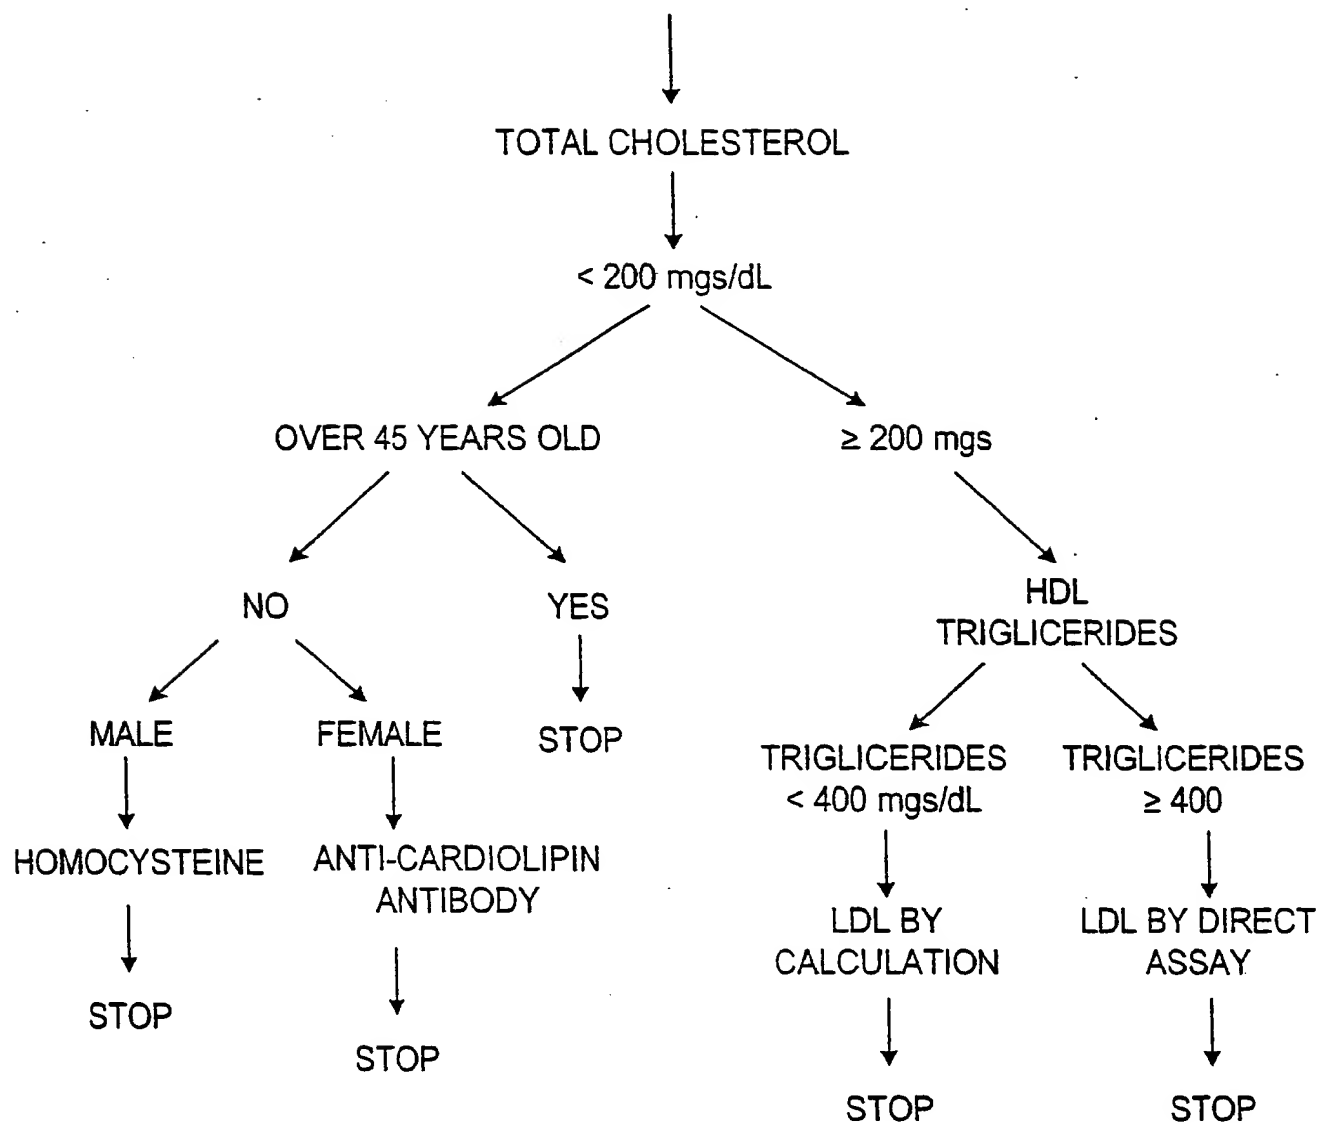 TOTAL CHOLESTEROL
< 200 mgs/dL
OVER 45 YEARS OLD
≥ 200 mgs
NO
YES
HDL
TRIGLICERIDES
MALE
FEMALE
STOP
TRIGLICERIDES
< 400 mgs/dL
TRIGLICERIDES
≥ 400
HOMOCYSTEINE
ANTI-CARDIOLIPIN
ANTIBODY
LDL BY
CALCULATION
LDL BY DIRECT
ASSAY
STOP
STOP
STOP
STOP